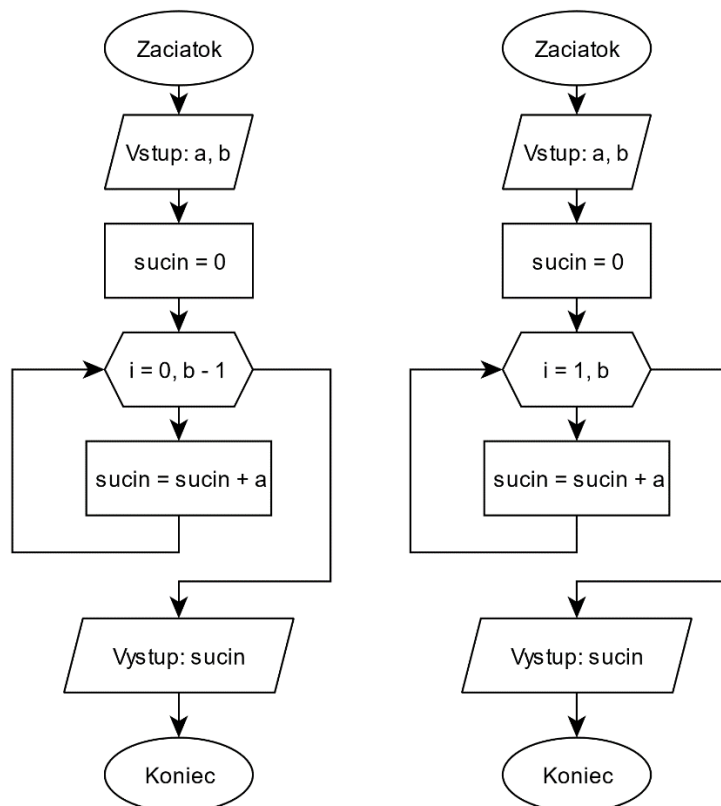 Zaciatok
Vstup: a, b
sucin = 0
i = 0, b - 1
sucin = sucin + a
Vystup: sucin
Koniec
Zaciatok
Vstup: a, b
sucin = 0
i = 1, b
sucin = sucin + a
Vystup: sucin
Koniec